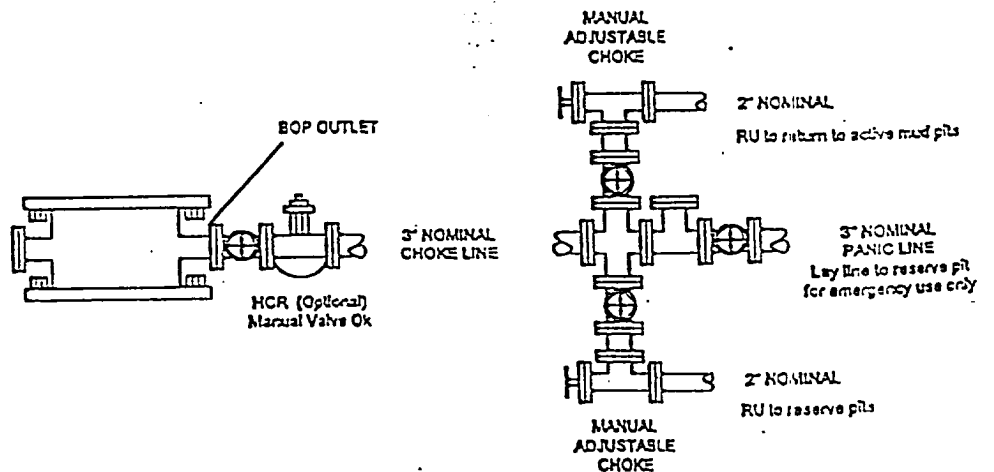 MANUAL
ADJUSTABLE
CHOKE
2" NOMINAL
RU to return to active mud pits
BOP OUTLET
3" NOMINAL
CHOKE LINE
HCR (Optional)
Manual Valve Ok
3" NOMINAL
PANIC LINE
Lay line to reserve pit
for emergency use only
2" NOMINAL
RU to reserve pits
MANUAL
ADJUSTABLE
CHOKE